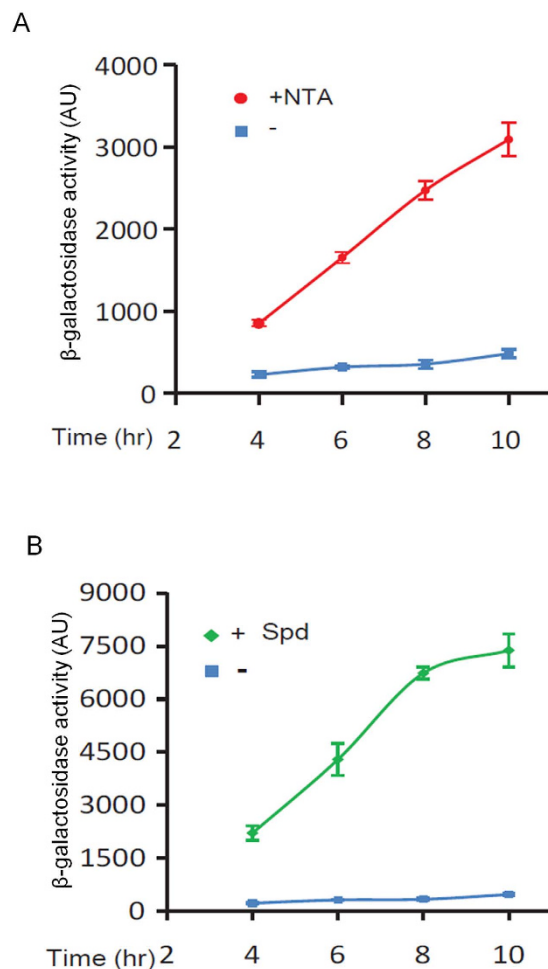 A
β-galactosidase activity (AU)
4000
3000
2000
1000
0
+NTA
-
Time (hr) 2 4 6 8 10
B
β-galactosidase activity (AU)
9000
7500
6000
4500
3000
1500
0
+ Spd
-
Time (hr) 2 4 6 8 10